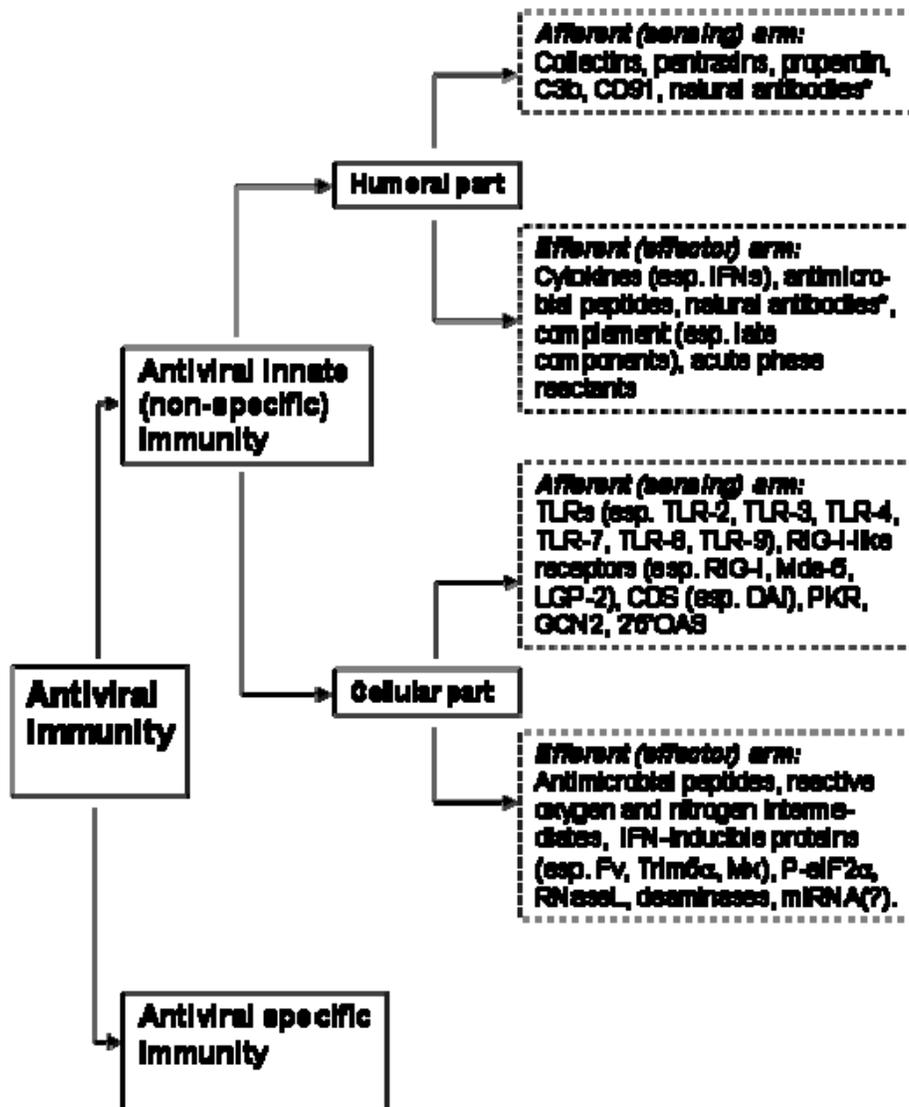 Afferent (sensing) arm:
Collectins, pentraxins, properdin,
C3b, CD91, natural antibodies*
Humoral part
Efferent (effector) arm:
Cytokines (esp. IFNs), antimicro-
bial peptides, natural antibodies*,
complement (esp. late
components), acute phase
reactants
Antiviral innate
(non-specific)
immunity
Afferent (sensing) arm:
TLRs (esp. TLR-2, TLR-3, TLR-4,
TLR-7, TLR-8, TLR-9), RIG-I-like
receptors (esp. RIG-I, Mda-5,
LGP-2), CDS (esp. DAI), PKR,
GCN2, 2'5'OAS
Antiviral
immunity
Cellular part
Efferent (effector) arm:
Antimicrobial peptides, reactive
oxygen and nitrogen interme-
diates, IFN-inducible proteins
(esp. Fv, Trim5α, Mx), P-eIF2α,
RNaseL, deaminases, miRNA(?).
Antiviral specific
immunity